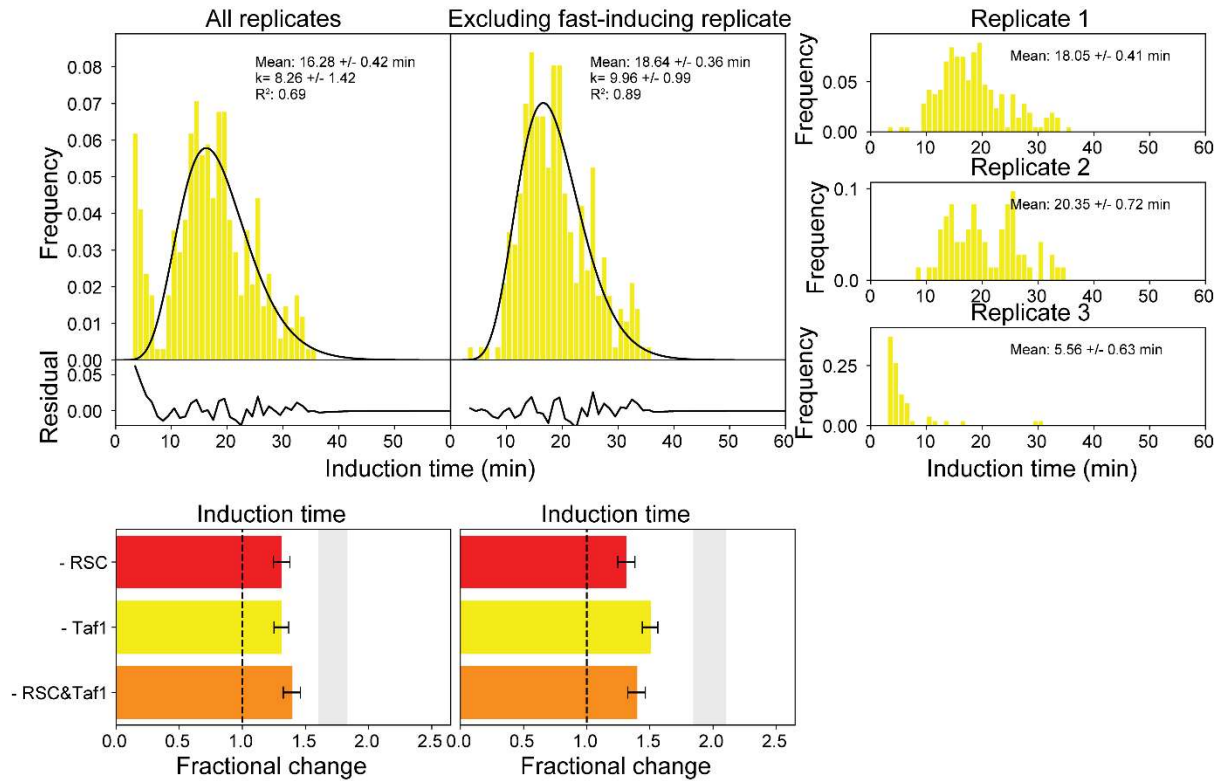 All replicates
Excluding fast-inducing replicate
Replicate 1
Mean: 16.28 +/- 0.42 min
k= 8.26 +/- 1.42
R²: 0.69
Mean: 18.64 +/- 0.36 min
k= 9.96 +/- 0.99
R²: 0.89
Mean: 18.05 +/- 0.41 min
Frequency
0.08
0.07
0.06
0.05
0.04
0.03
0.02
0.01
0.00
Residual
0.05
0.00
0 10 20 30 40 50 0 10 20 30 40 50 60
Induction time (min)
Frequency
0.05
0.00
0 10 20 30 40 50 60
Replicate 2
Mean: 20.35 +/- 0.72 min
Frequency
0.1
0.0
0 10 20 30 40 50 60
Replicate 3
Mean: 5.56 +/- 0.63 min
Frequency
0.25
0.00
0 10 20 30 40 50 60
Induction time (min)
Induction time
Induction time
- RSC
- Taf1
- RSC&Taf1
0.0 0.5 1.0 1.5 2.0 2.5
0.0 0.5 1.0 1.5 2.0 2.5
Fractional change
Fractional change